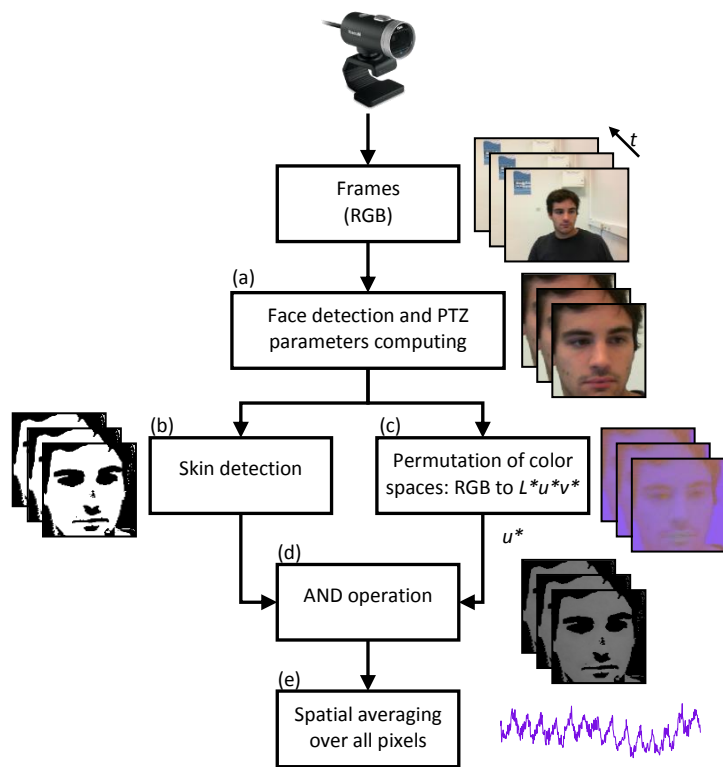 t
Frames
(RGB)
(a)
Face detection and PTZ
parameters computing
(b)
(c)
Skin detection
Permutation of color
spaces: RGB to L*u*v*
u*
(d)
AND operation
(e)
Spatial averaging
over all pixels